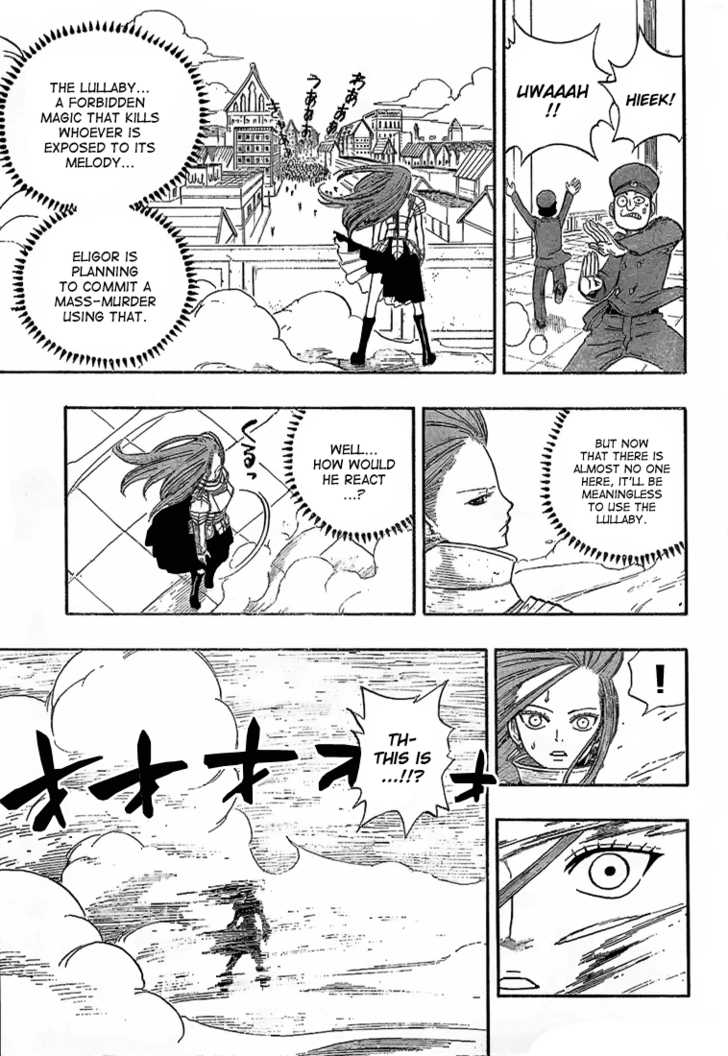 HIEEK!
UWAAAH
!!
THE LULLABY...
A FORBIDDEN
MAGIC THAT KILLS
WHOEVER IS
EXPOSED TO ITS
MELODY...
ELIGOR IS
PLANNING
TO COMMIT A
MASS-MURDER
USING THAT.
BUT NOW
THAT THERE IS
ALMOST NO ONE
HERE, IT'LL BE
MEANINGLESS
TO USE THE
LULLABY.
WELL...
HOW WOULD
HE REACT
...?
!
TH-
THIS IS
...!!?